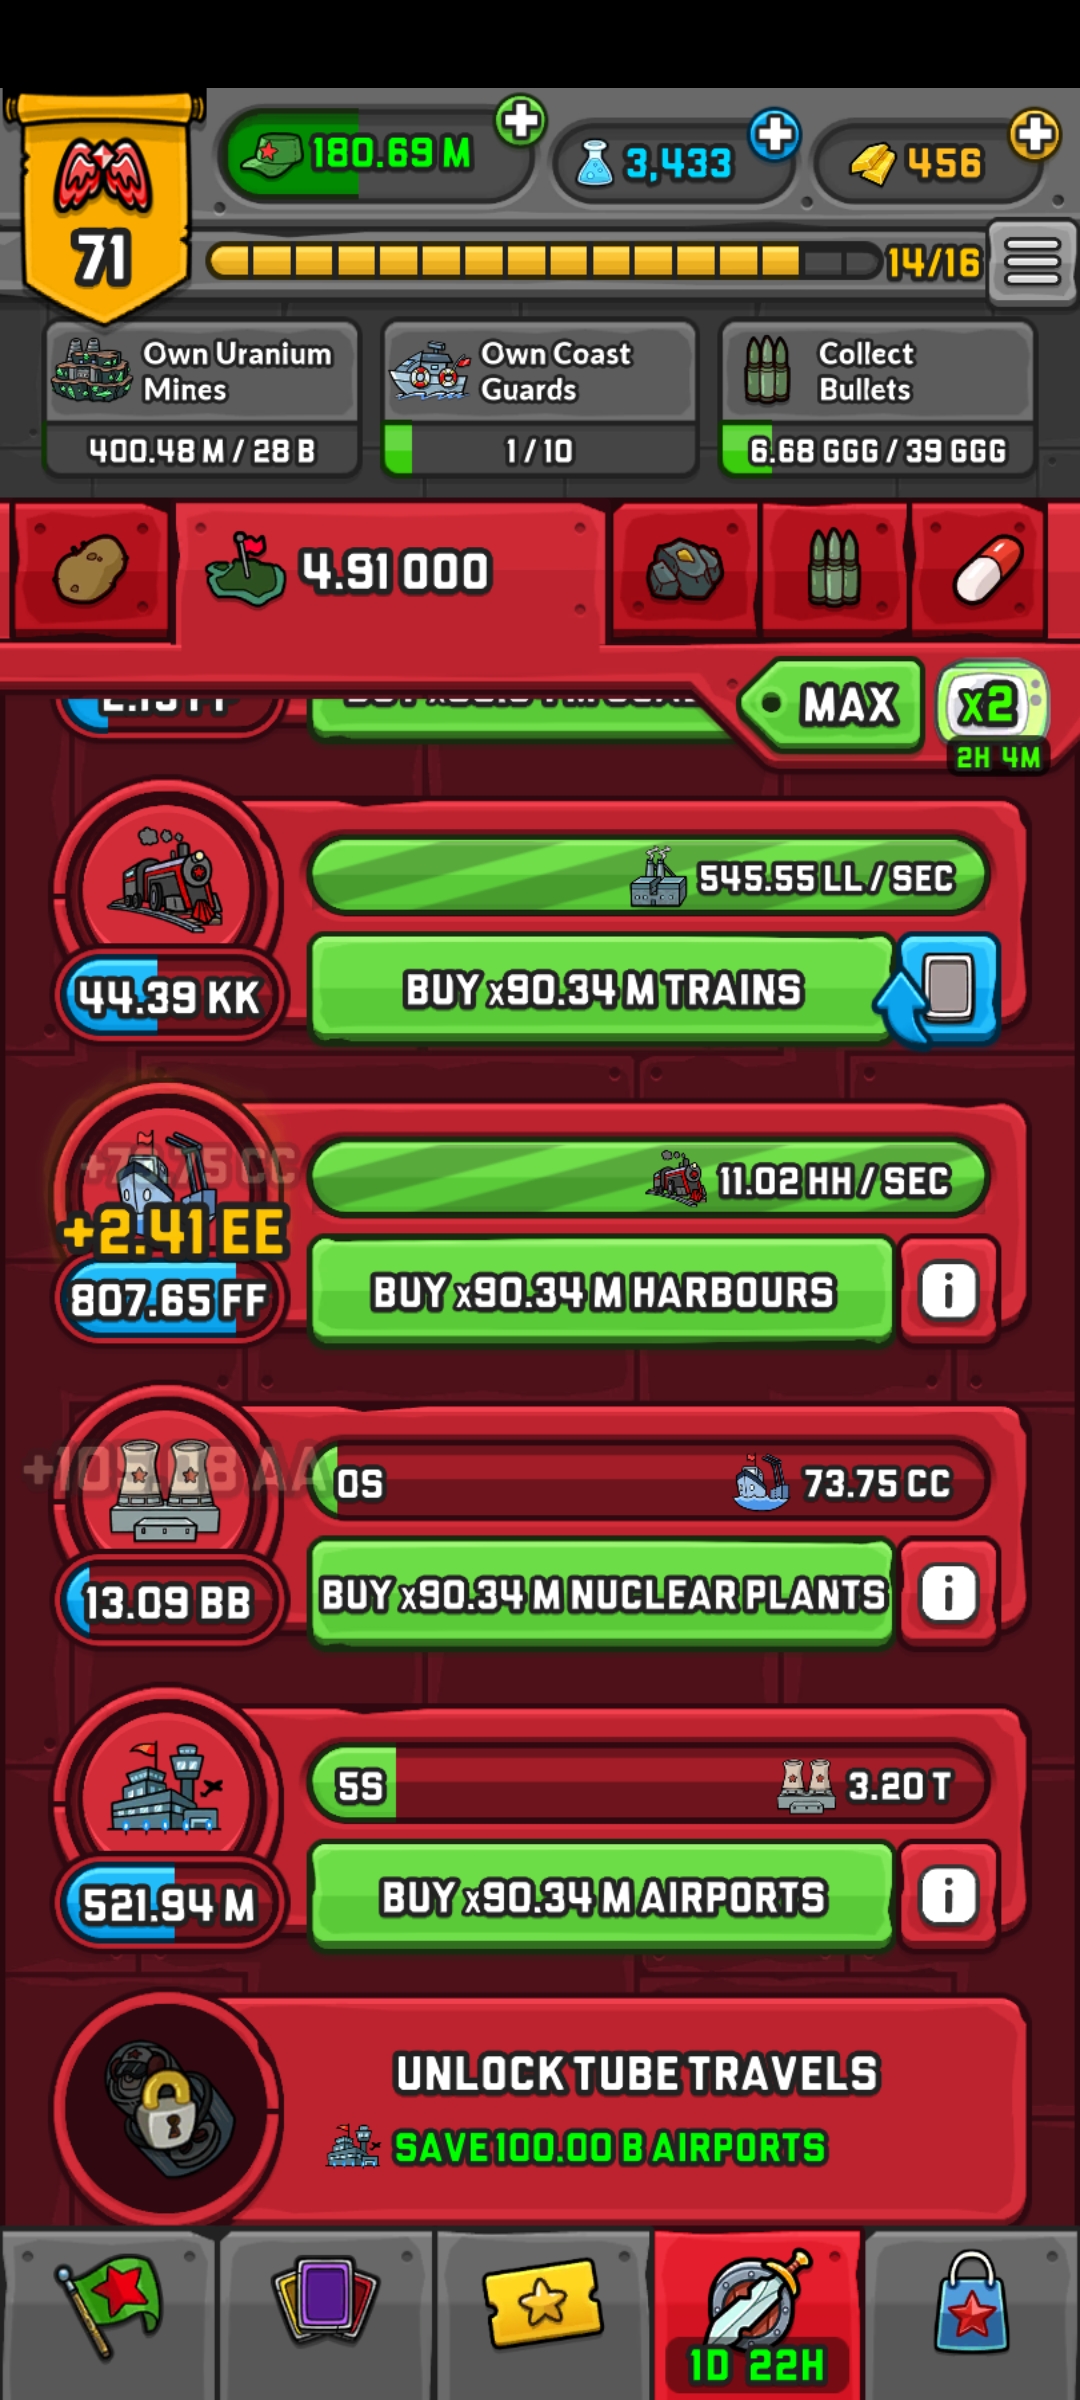 180.69 M
3,433
456
71
14/16
Own Uranium
Mines
400.48 M / 28 B
Own Coast
Guards
1 / 10
Collect
Bullets
6.68 GGG / 39 GGG
4.91 000
MAX
x2
2H 4M
545.55 LL / SEC
44.39 KK
BUY x90.34 M TRAINS
11.02 HH / SEC
+2.41 EE
807.65 FF
BUY x90.34 M HARBOURS
0S
73.75 CC
13.09 BB
BUY x90.34 M NUCLEAR PLANTS
5S
3.20 T
521.94 M
BUY x90.34 M AIRPORTS
UNLOCK TUBE TRAVELS
SAVE 100.00 B AIRPORTS
1D 22H